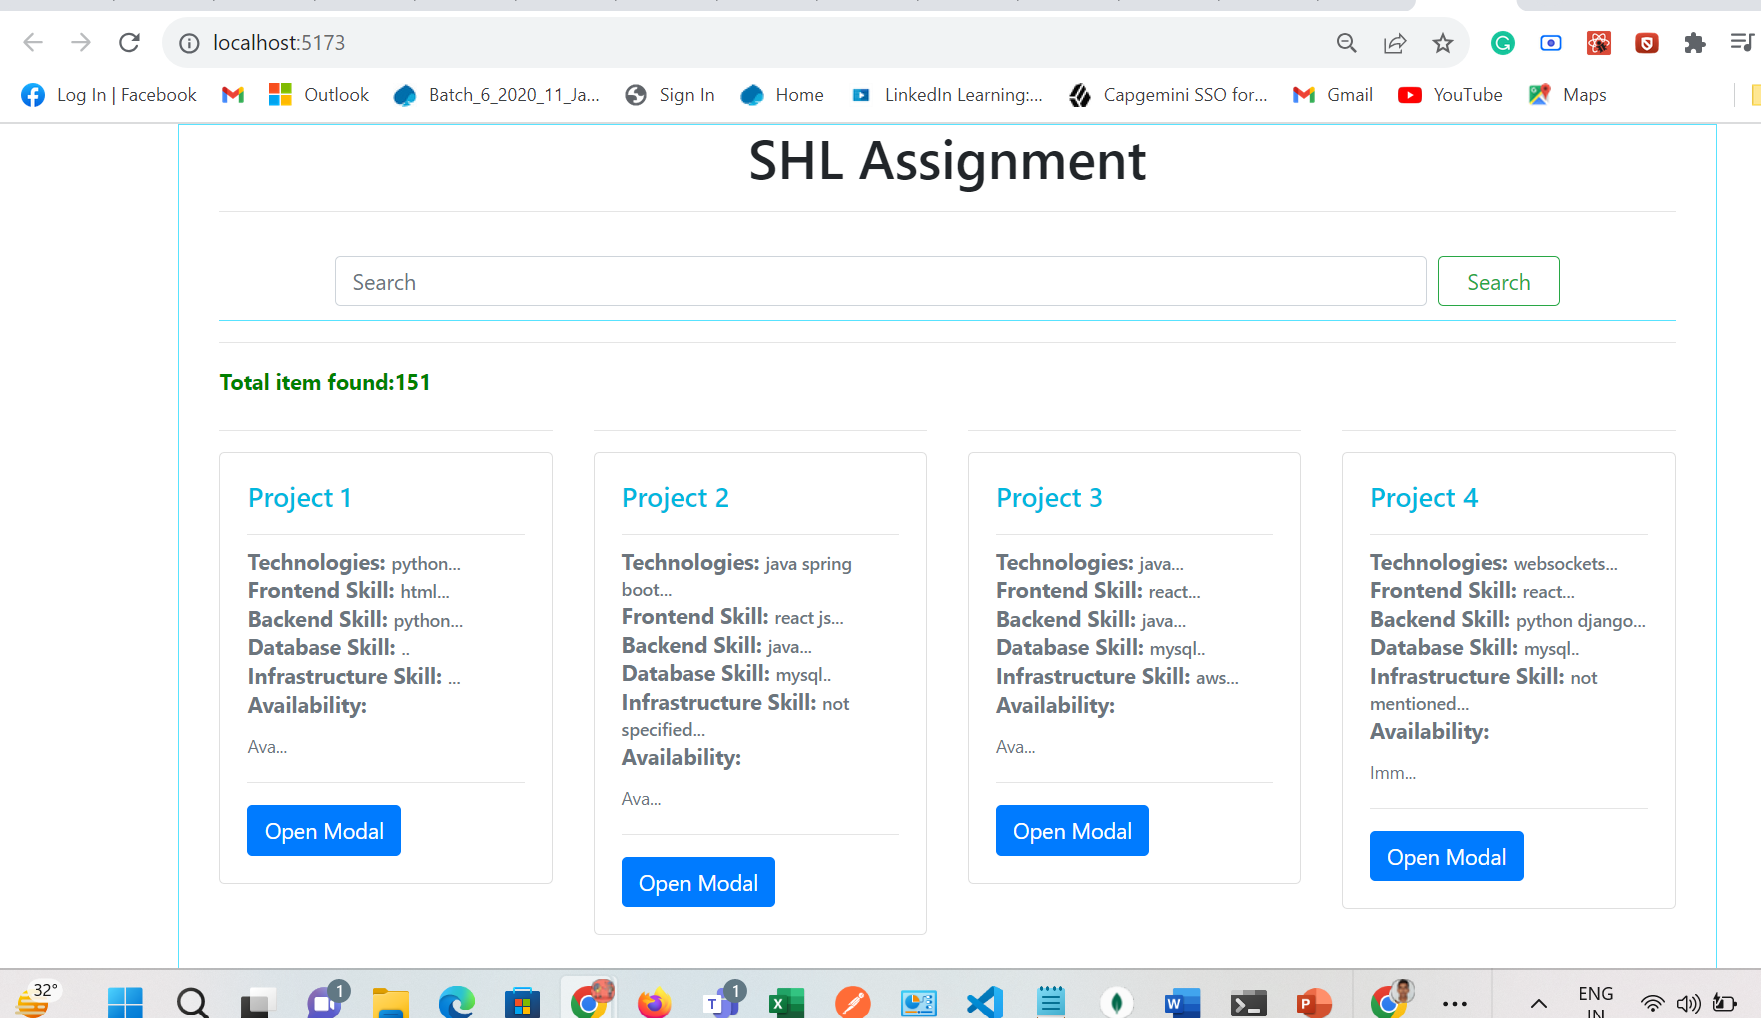 localhost:5173
Log In | Facebook
Outlook
Batch_6_2020_11_Ja...
Sign In
Home
LinkedIn Learning:...
Capgemini SSO for...
Gmail
YouTube
Maps
SHL Assignment
Search
Search
Total item found:151
Project 1
Technologies: python...
Frontend Skill: html...
Backend Skill: python...
Database Skill: ..
Infrastructure Skill: ...
Availability:
Ava...
Open Modal
Project 2
Technologies: java spring
boot...
Frontend Skill: react js...
Backend Skill: java...
Database Skill: mysql..
Infrastructure Skill: not
specified...
Availability:
Ava...
Open Modal
Project 3
Technologies: java...
Frontend Skill: react...
Backend Skill: java...
Database Skill: mysql..
Infrastructure Skill: aws...
Availability:
Ava...
Open Modal
Project 4
Technologies: websockets...
Frontend Skill: react...
Backend Skill: python django...
Database Skill: mysql..
Infrastructure Skill: not
mentioned...
Availability:
Imm...
Open Modal
32°
1
1
ENG
IN